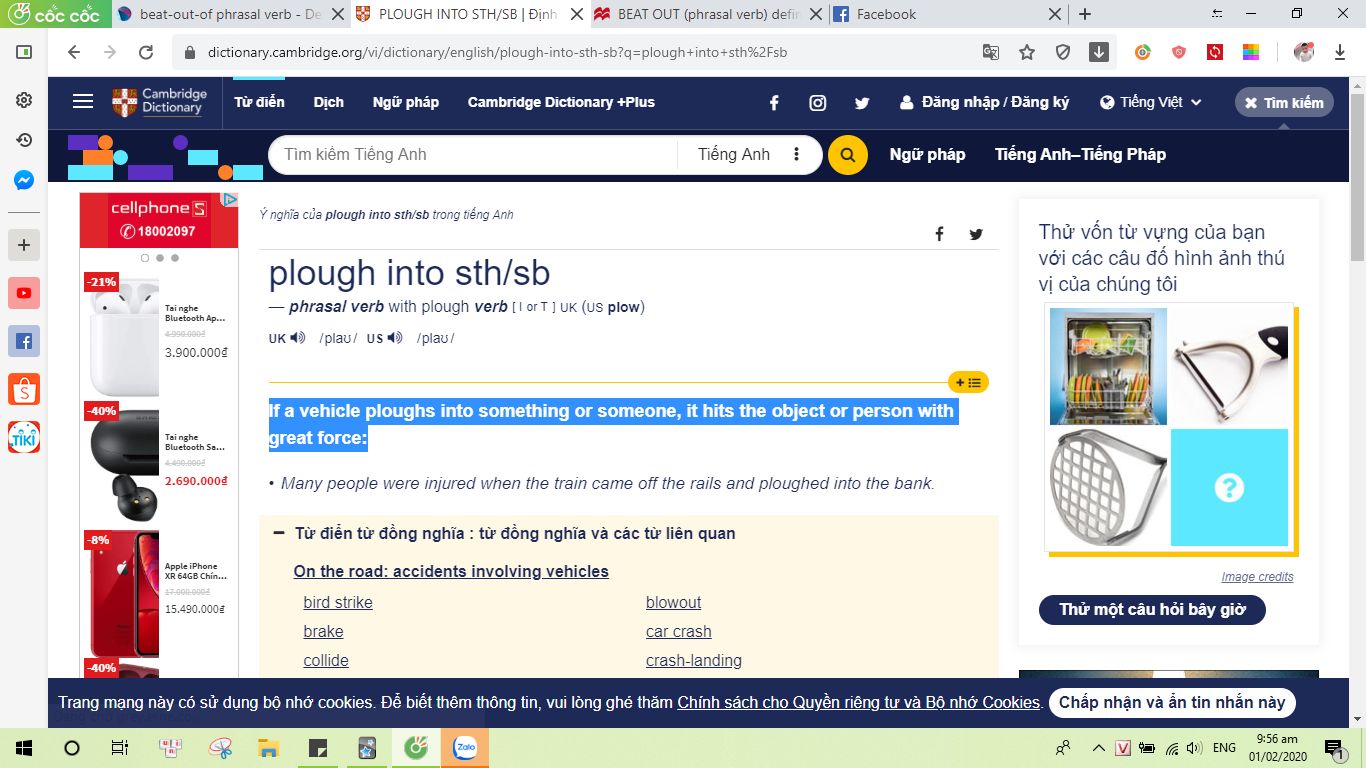 CỐC CỐC
beat-out-of phrasal verb - De
PLOUGH INTO STH/SB | Định
BEAT OUT (phrasal verb) defin
Facebook
dictionary.cambridge.org/vi/dictionary/english/plough-into-sth-sb?q=plough+into+sth%2Fsb
Cambridge Dictionary
Từ điển
Dịch
Ngữ pháp
Cambridge Dictionary +Plus
Đăng nhập / Đăng ký
Tiếng Việt
Tìm kiếm
Tìm kiếm Tiếng Anh
Tiếng Anh
Ngữ pháp
Tiếng Anh–Tiếng Pháp
cellphoneS
18002097
-21%
Tai nghe
Bluetooth Ap...
4.990.000₫
3.900.000₫
-40%
Tai nghe
Bluetooth Sa...
4.490.000₫
2.690.000₫
-8%
Apple iPhone
XR 64GB Chín...
17.000.000₫
15.490.000₫
-40%
Ý nghĩa của plough into sth/sb trong tiếng Anh
plough into sth/sb
— phrasal verb with plough verb [ I or T ] UK (US plow)
UK /plaʊ/ US /plaʊ/
If a vehicle ploughs into something or someone, it hits the object or person with
great force:
• Many people were injured when the train came off the rails and ploughed into the bank.
Từ điển từ đồng nghĩa : từ đồng nghĩa và các từ liên quan
On the road: accidents involving vehicles
bird strike
blowout
brake
car crash
collide
crash-landing
Thử vốn từ vựng của bạn
với các câu đố hình ảnh thú
vị của chúng tôi
?
Image credits
Thử một câu hỏi bây giờ
Trang mạng này có sử dụng bộ nhớ cookies. Để biết thêm thông tin, vui lòng ghé thăm Chính sách cho Quyền riêng tư và Bộ nhớ Cookies.
Chấp nhận và ẩn tin nhắn này
TIKI
Zalo
V
ENG
9:56 am
01/02/2020
1